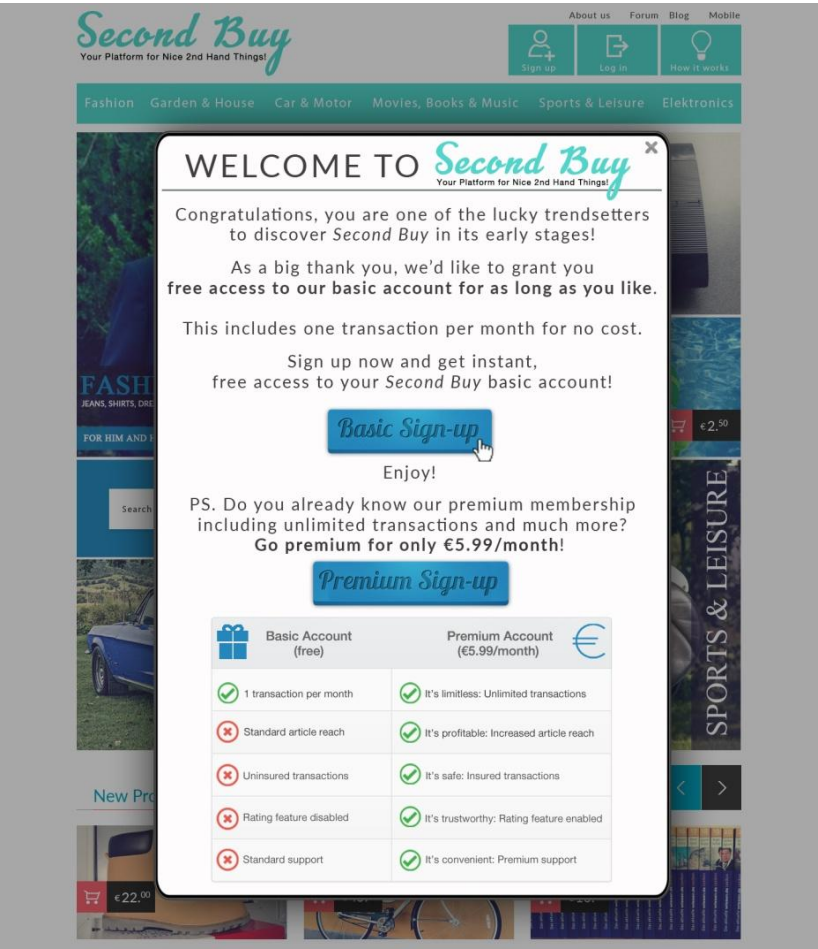 Second Buy
Your Platform for Nice 2nd Hand Things!
About us Forum Blog Mobile
Sign up Log in How it works
Fashion Garden & House Car & Motor Movies, Books & Music Sports & Leisure Elektronics
WELCOME TO Second Buy
Your Platform for Nice 2nd Hand Things!
Congratulations, you are one of the lucky trendsetters
to discover Second Buy in its early stages!
As a big thank you, we'd like to grant you
free access to our basic account for as long as you like.
This includes one transaction per month for no cost.
Sign up now and get instant,
free access to your Second Buy basic account!
Basic Sign-up
Enjoy!
PS. Do you already know our premium membership
including unlimited transactions and much more?
Go premium for only €5.99/month!
Premium Sign-up
Basic Account
(free)
Premium Account
(€5.99/month)
€
1 transaction per month
It's limitless: Unlimited transactions
Standard article reach
It's profitable: Increased article reach
Uninsured transactions
It's safe: Insured transactions
Rating feature disabled
It's trustworthy: Rating feature enabled
Standard support
It's convenient: Premium support
JEANS, SHIRTS,
FOR HIM AND
€2.50
Search
SPORTS & LEISURE
New
€22.00